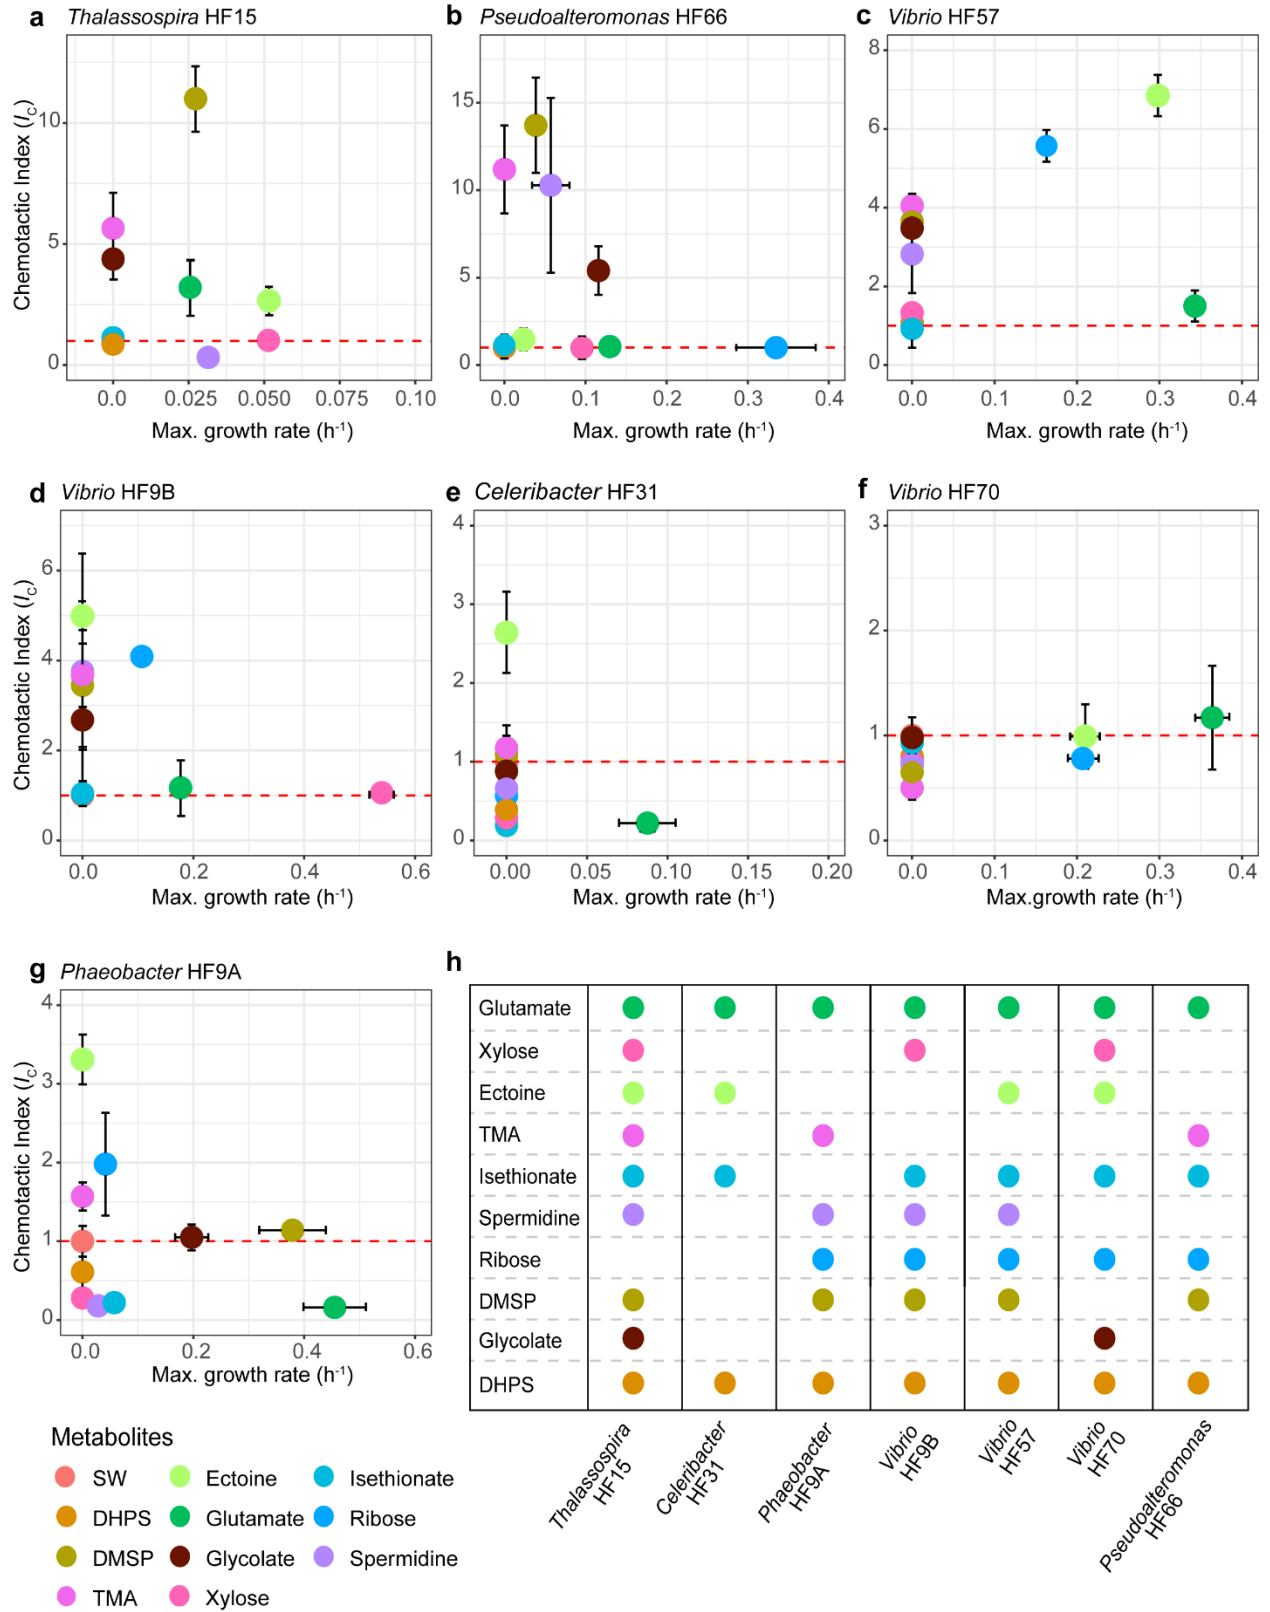 a Thalassospira HF15
b Pseudoalteromonas HF66
c Vibrio HF57
Chemotactic Index (Ic)
10
5
0
0.0 0.025 0.050 0.075 0.10
Max. growth rate (h-1)
15
10
5
0
0.0 0.1 0.2 0.3 0.4
Max. growth rate (h-1)
8
6
4
2
0
0.0 0.1 0.2 0.3 0.4
Max. growth rate (h-1)
d Vibrio HF9B
e Celeribacter HF31
f Vibrio HF70
Chemotactic Index (Ic)
6
4
2
0
0.0 0.2 0.4 0.6
Max. growth rate (h-1)
4
3
2
1
0
0.00 0.05 0.10 0.15 0.20
Max. growth rate (h-1)
3
2
1
0
0.0 0.1 0.2 0.3 0.4
Max.growth rate (h-1)
g Phaeobacter HF9A
Chemotactic Index (Ic)
4
3
2
1
0
0.0 0.2 0.4 0.6
Max. growth rate (h-1)
h
Glutamate
Xylose
Ectoine
TMA
Isethionate
Spermidine
Ribose
DMSP
Glycolate
DHPS
Thalassospira
HF15
Celeribacter
HF31
Phaeobacter
HF9A
Vibrio
HF9B
Vibrio
HF57
Vibrio
HF70
Pseudoalteromonas
HF66
Metabolites
SW Ectoine Isethionate
DHPS Glutamate Ribose
DMSP Glycolate Spermidine
TMA Xylose